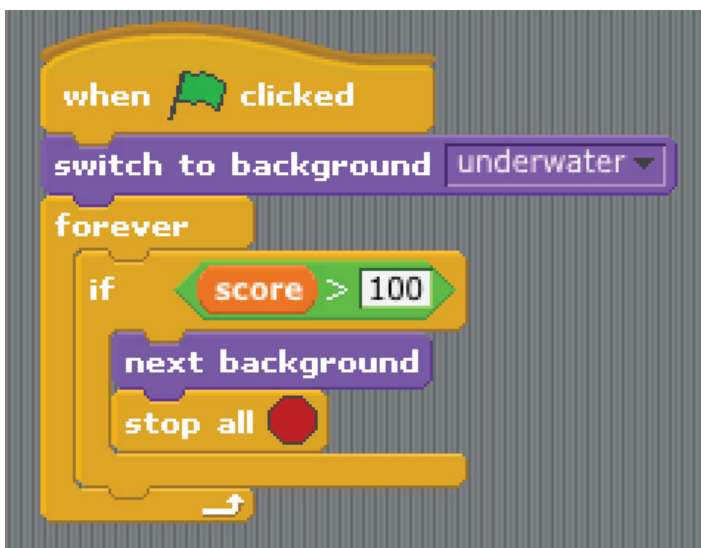 when clicked
switch to background underwater
forever
if score > 100
next background
stop all